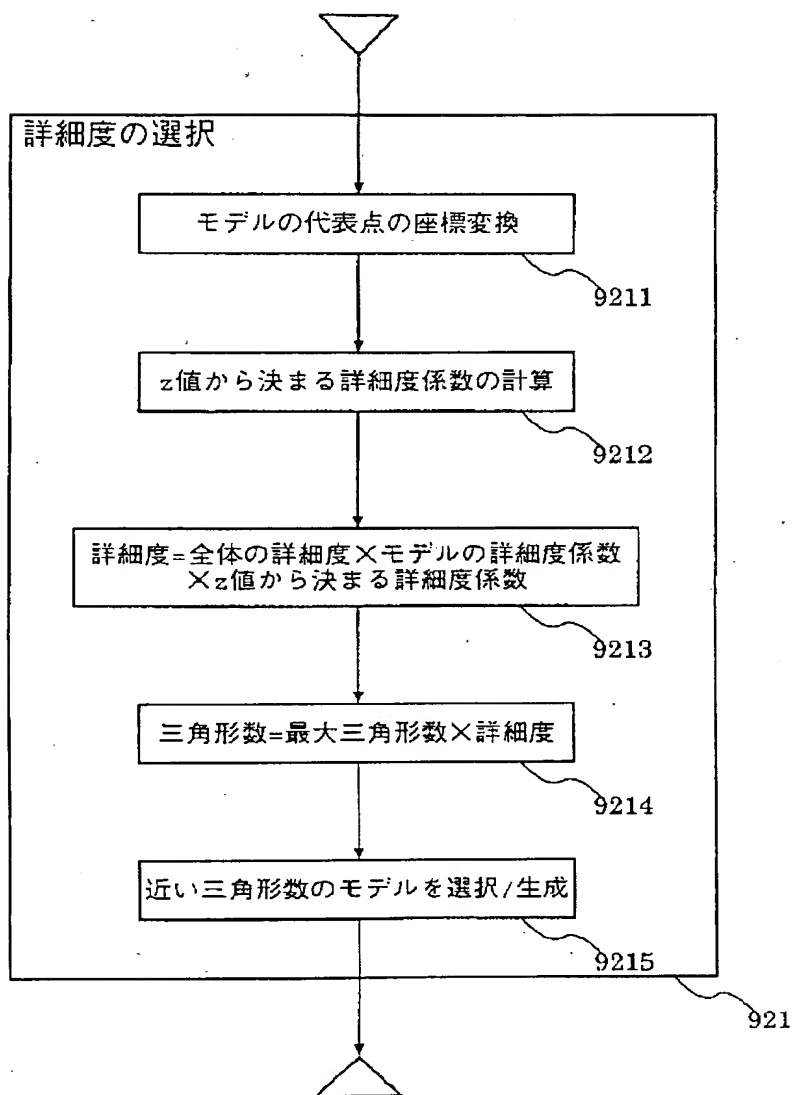 詳細度の選択
モデルの代表点の座標変換
9211
z値から決まる詳細度係数の計算
9212
詳細度=全体の詳細度×モデルの詳細度係数
×z値から決まる詳細度係数
9213
三角形数=最大三角形数×詳細度
9214
近い三角形数のモデルを選択/生成
9215
921